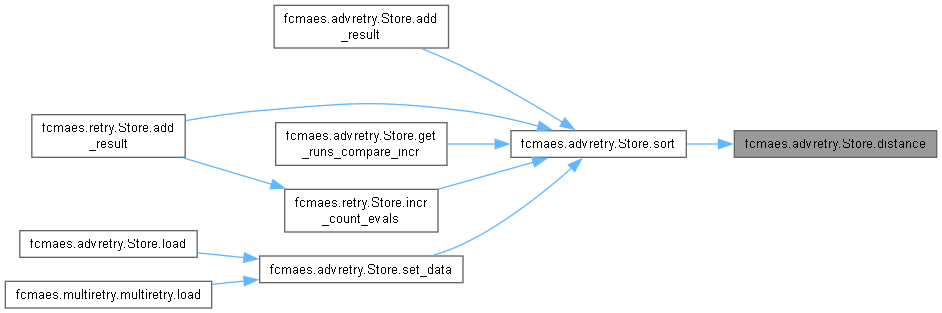 fcmaes.advretry.Store.add
_result
fcmaes.retry.Store.add
_result
fcmaes.advretry.Store.get
_runs_compare_incr
fcmaes.advretry.Store.sort
fcmaes.advretry.Store.distance
fcmaes.retry.Store.incr
_count_evals
fcmaes.advretry.Store.load
fcmaes.advretry.Store.set_data
fcmaes.multiretry.multiretry.load